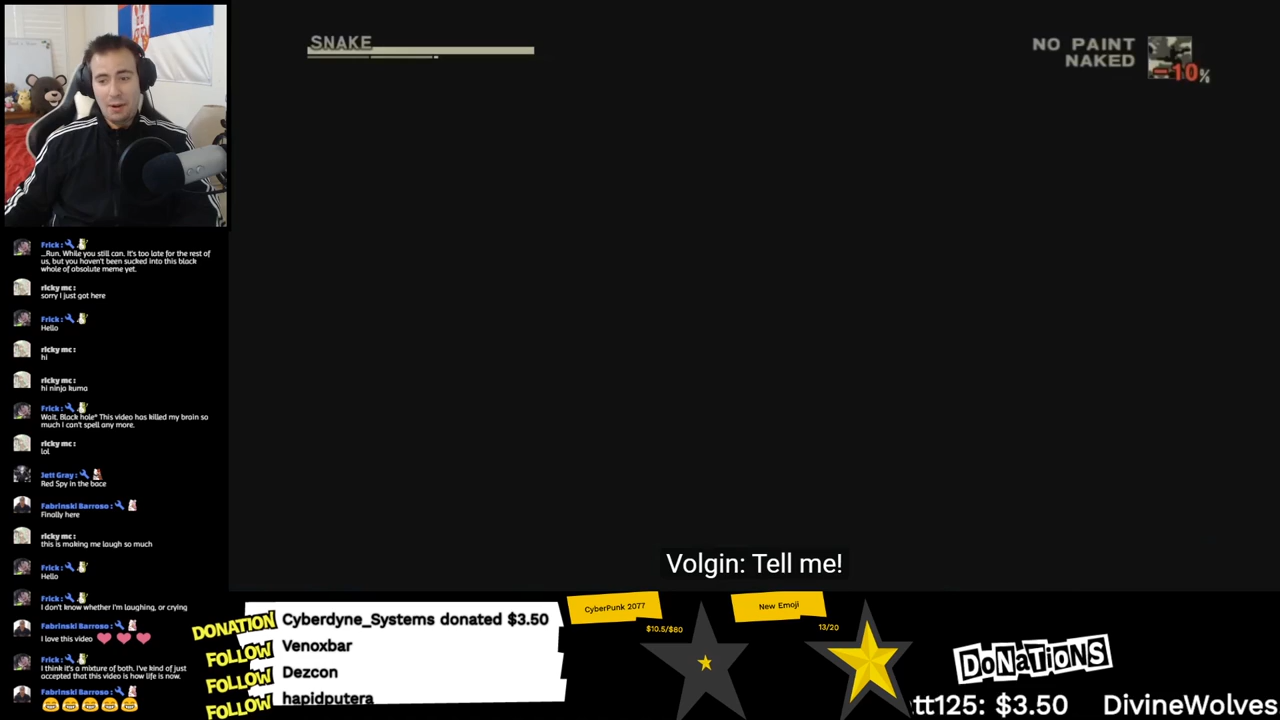 SNAKE
NO PAINT
NAKED
-10%
Frick :
...Run. While you still can. It's too late for the rest of
us, but you haven't been sucked into this black
whole of absolute meme yet.
ricky mc :
sorry I just got here
Frick :
Hello
ricky mc :
hi
ricky mc :
hi ninja kuma
Frick :
Wait. Black hole* This video has killed my brain so
much I can't spell any more.
ricky mc :
lol
Jett Gray :
Red Spy in the bace
Fabrinski Barroso :
Finally here
ricky mc :
this is making me laugh so much
Frick :
Hello
Frick :
I don't know whether I'm laughing, or crying
Fabrinski Barroso :
I love this video
Frick :
I think it's a mixture of both. I've kind of just
accepted that this video is how life is now.
Fabrinski Barroso :
Volgin: Tell me!
DONATION Cyberdyne_Systems donated $3.50
FOLLOW Venoxbar
FOLLOW Dezcon
FOLLOW hapidputera
CyberPunk 2077
$10.5/$60
New Emoji
13/20
DONATIONS
tt125: $3.50 DivineWolves